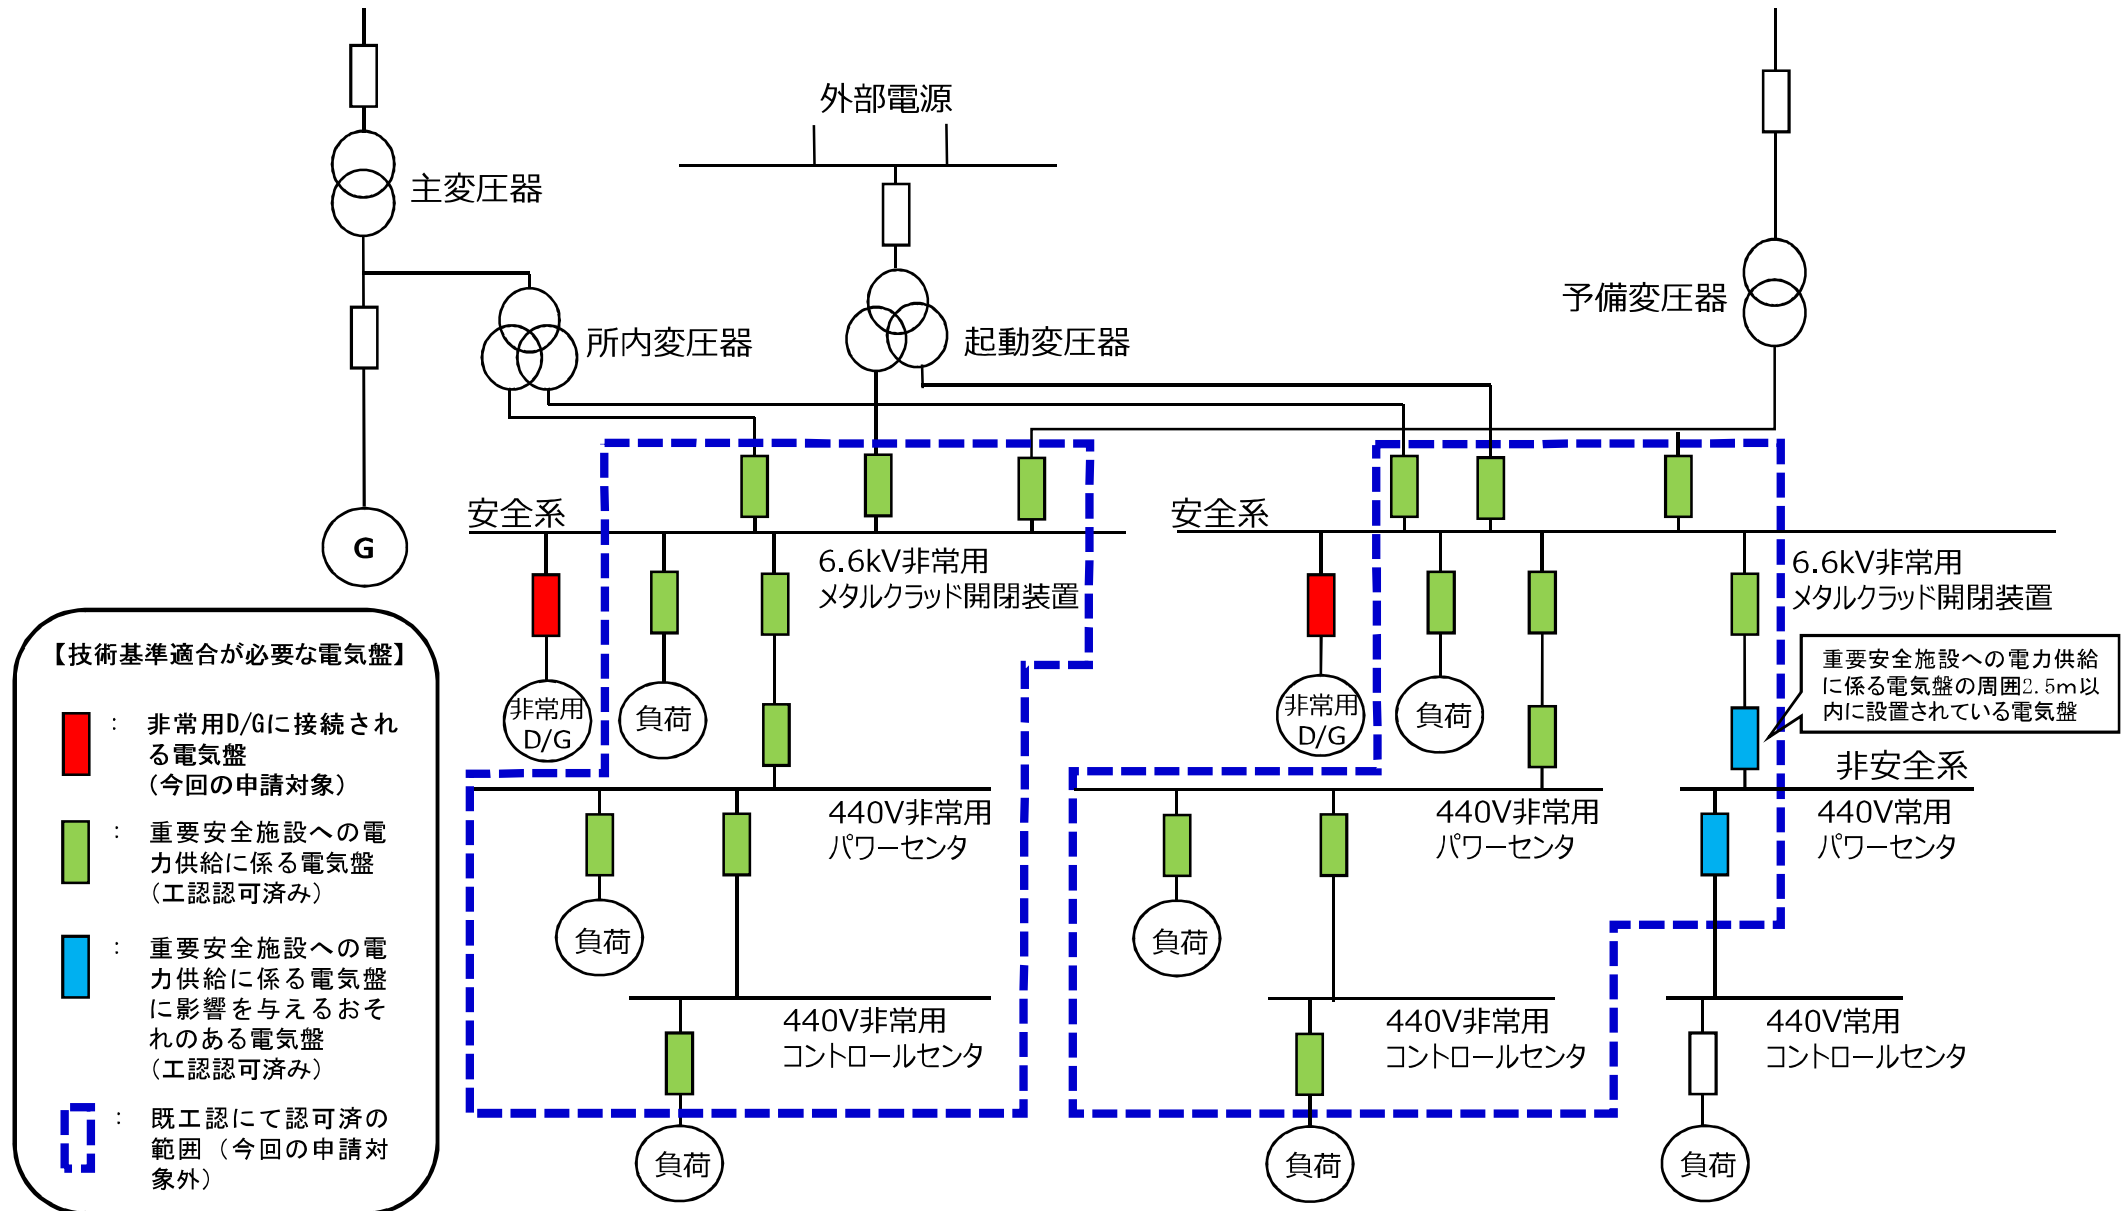 外部電源
主変圧器
所内変圧器
起動変圧器
予備変圧器
G
安全系
6.6kV非常用
メタルクラッド開閉装置
安全系
6.6kV非常用
メタルクラッド開閉装置
非常用
D/G
負荷
非常用
D/G
負荷
重要安全施設への電力供給
に係る電気盤の周囲2.5m以
内に設置されている電気盤
非安全系
440V非常用
パワーセンタ
440V非常用
パワーセンタ
440V常用
パワーセンタ
負荷
負荷
440V非常用
コントロールセンタ
440V非常用
コントロールセンタ
440V常用
コントロールセンタ
負荷
負荷
負荷
【技術基準適合が必要な電気盤】
： 非常用D/Gに接続され
る電気盤
（今回の申請対象）
： 重要安全施設への電
力供給に係る電気盤
（工認認可済み）
： 重要安全施設への電
力供給に係る電気盤
に影響を与えるおそ
れのある電気盤
（工認認可済み）
： 既工認にて認可済の
範囲（今回の申請対
象外）